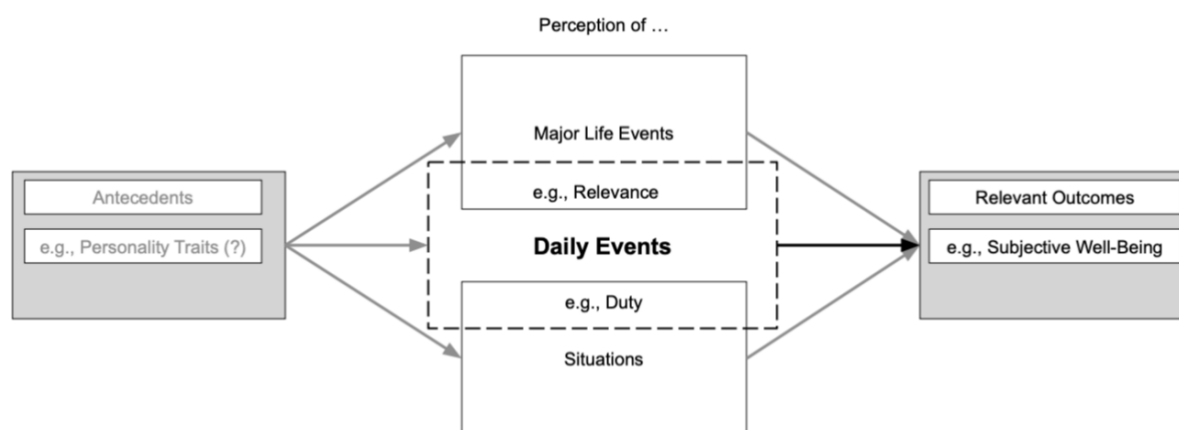 Perception of …
Major Life Events
e.g., Relevance
Antecedents
e.g., Personality Traits (?)
Daily Events
Relevant Outcomes
e.g., Subjective Well-Being
e.g., Duty
Situations